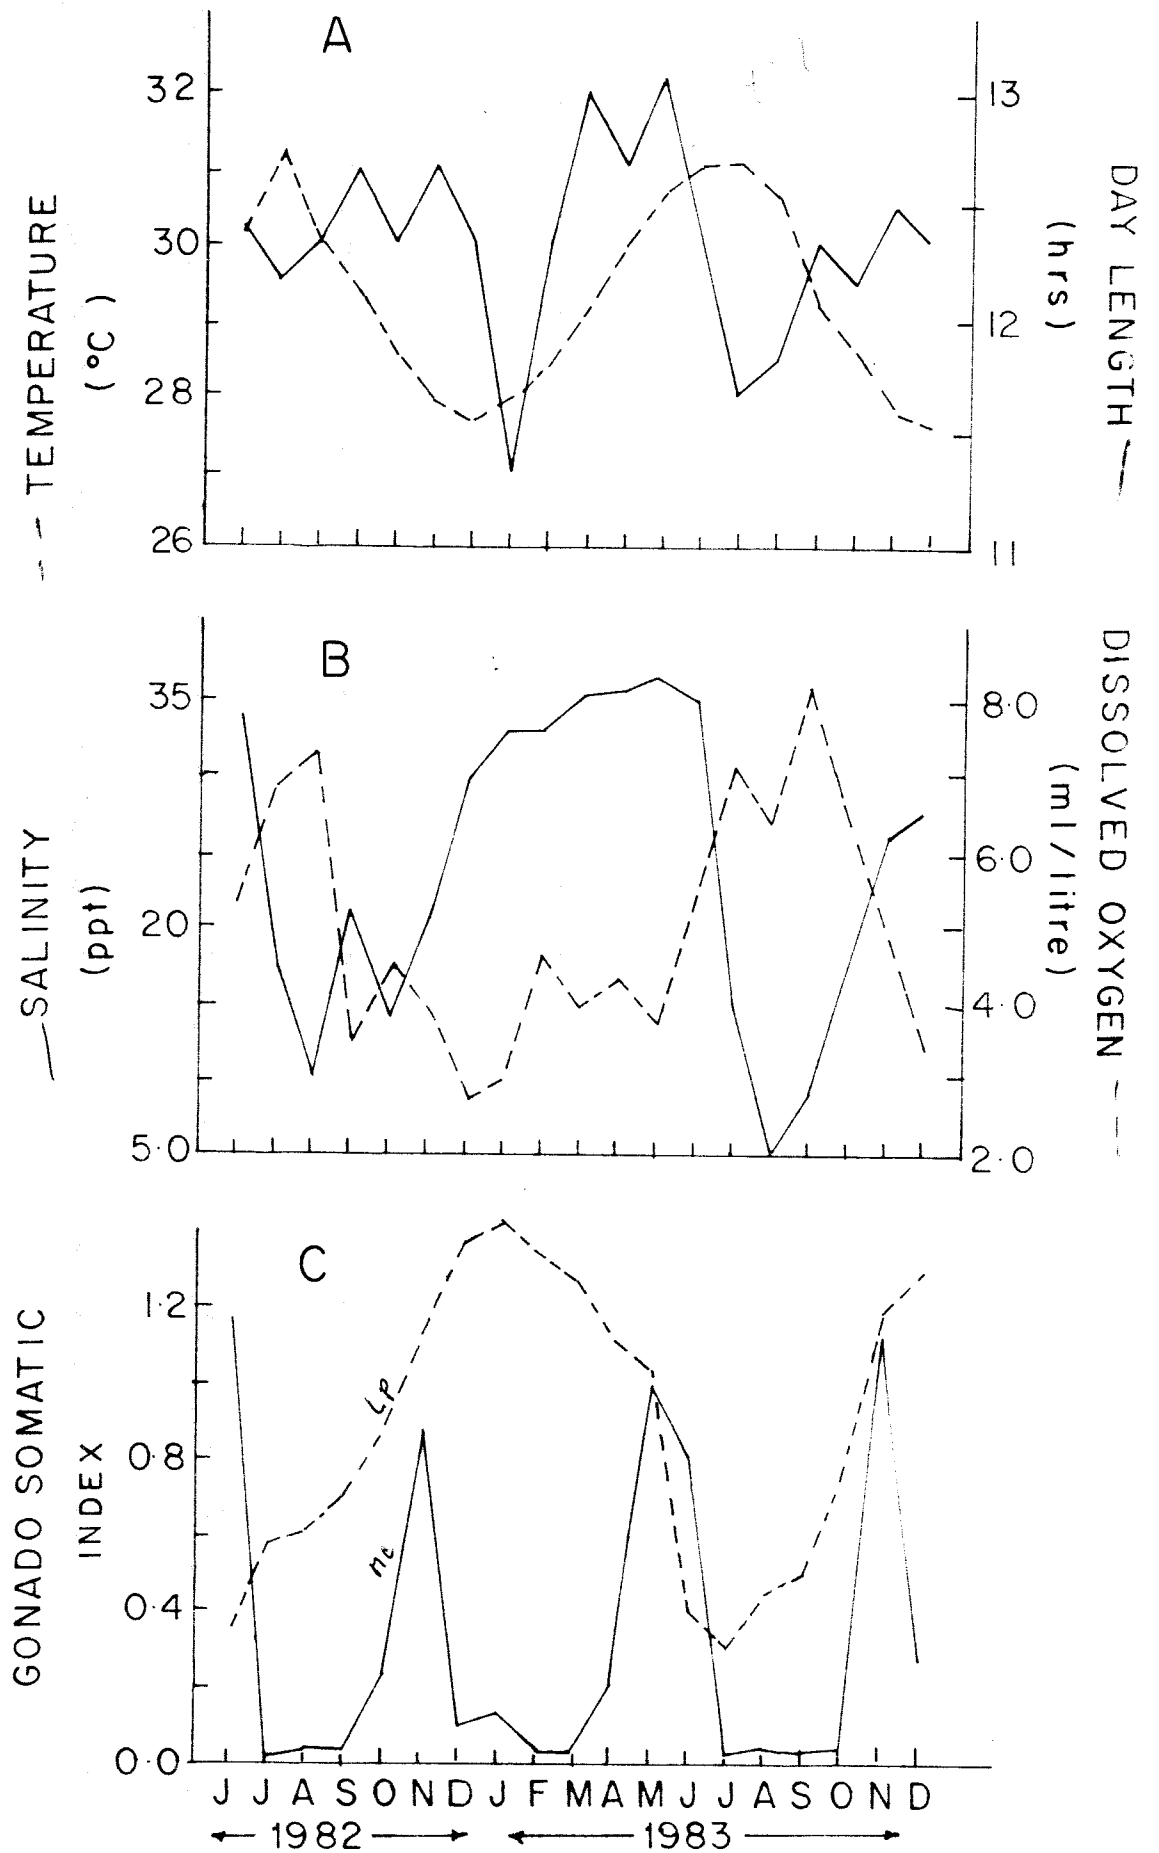 A
32
30
28
26
-- TEMPERATURE
(°C)
13
12
11
DAY LENGTH —
(hrs)
B
35
20
5·0
— SALINITY
(ppt)
8·0
6·0
4·0
2·0
DISSOLVED OXYGEN --
(ml/litre)
C
1·2
0·8
0·4
0·0
GONADO SOMATIC
INDEX
LP
mc
J J A S O N D J F M A M J J A S O N D
1982 1983